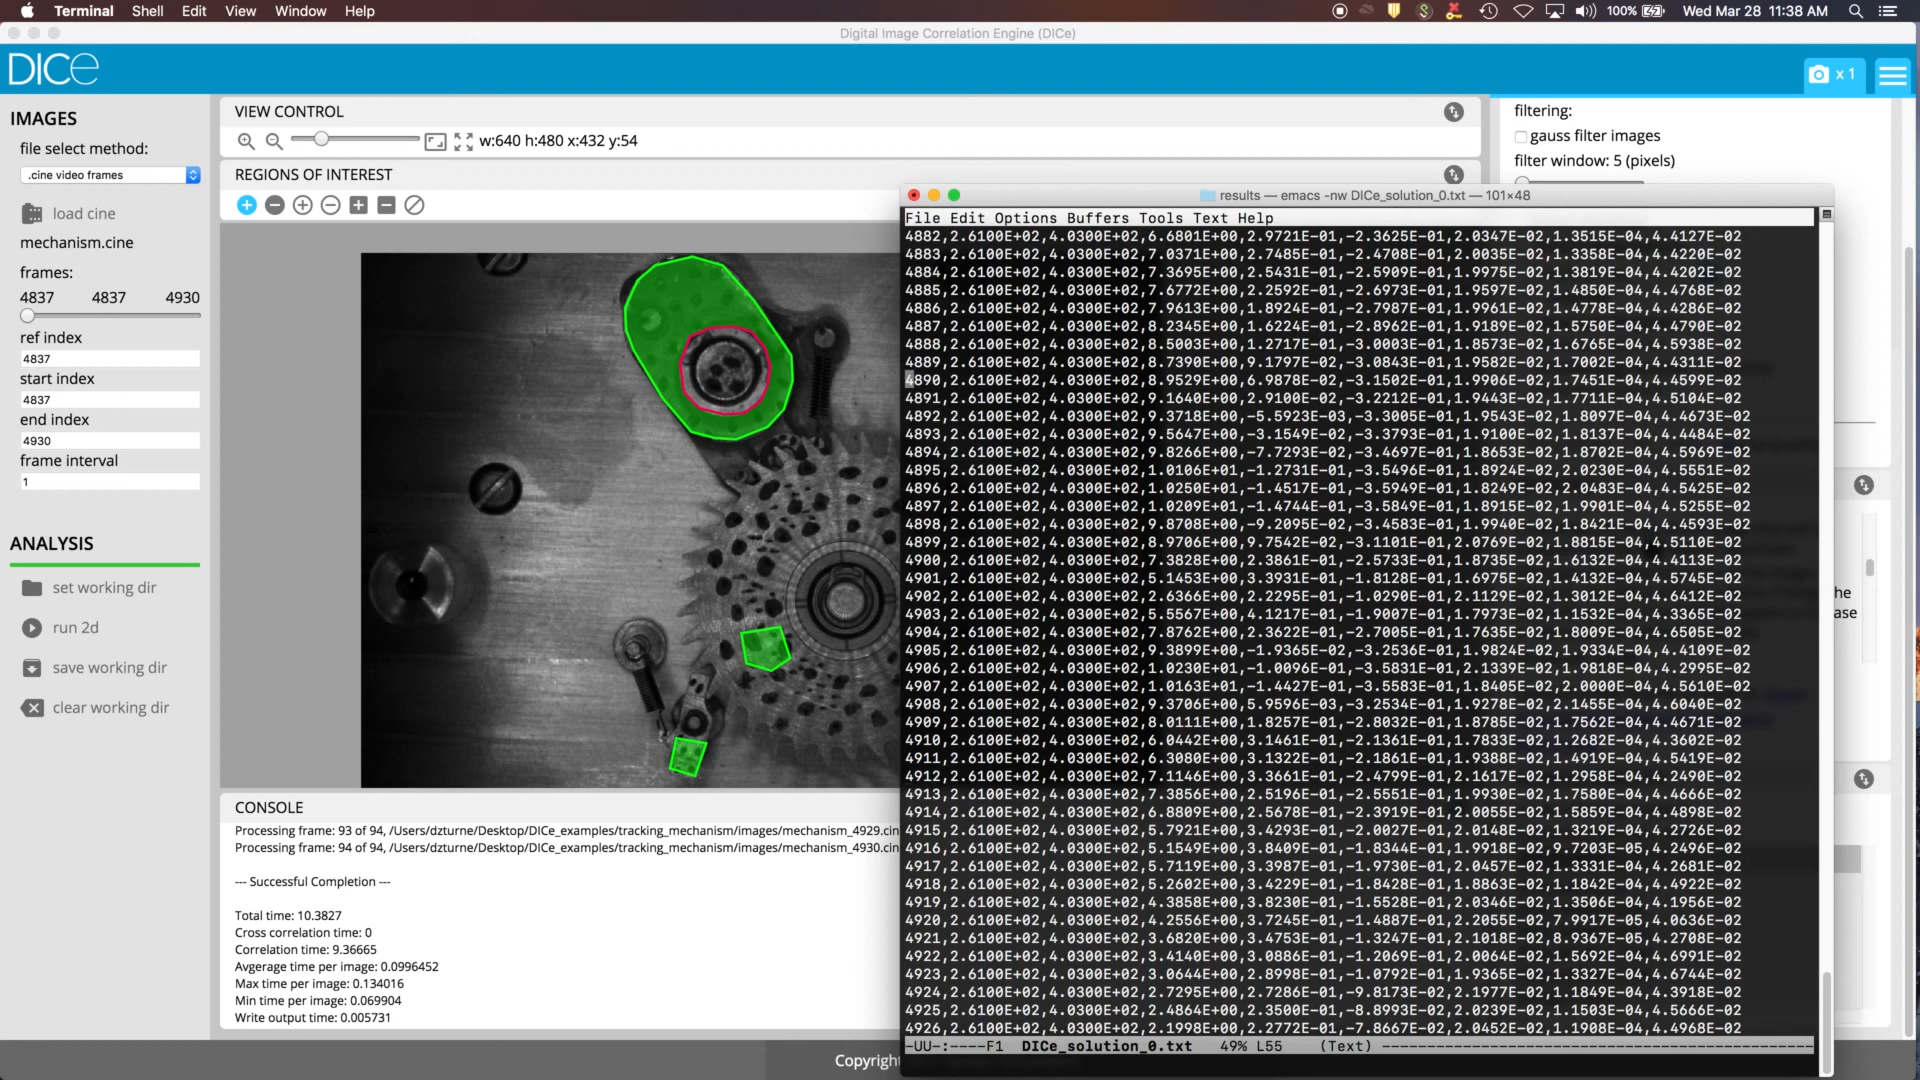 Terminal Shell Edit View Window Help
100% Wed Mar 28 11:38 AM
Digital Image Correlation Engine (DICe)
DICe
x 1
IMAGES
file select method:
.cine video frames
load cine
mechanism.cine
frames:
4837 4837 4930
ref index
4837
start index
4837
end index
4930
frame interval
1
ANALYSIS
set working dir
run 2d
save working dir
clear working dir
VIEW CONTROL
w:640 h:480 x:432 y:54
REGIONS OF INTEREST
CONSOLE
Processing frame: 93 of 94, /Users/dzturne/Desktop/DICe_examples/tracking_mechanism/images/mechanism_4929.cin
Processing frame: 94 of 94, /Users/dzturne/Desktop/DICe_examples/tracking_mechanism/images/mechanism_4930.cin
--- Successful Completion ---
Total time: 10.3827
Cross correlation time: 0
Correlation time: 9.36665
Avgerage time per image: 0.0996452
Max time per image: 0.134016
Min time per image: 0.069904
Write output time: 0.005731
filtering:
gauss filter images
filter window: 5 (pixels)
he
ase
results — emacs -nw DICe_solution_0.txt — 101×48
File Edit Options Buffers Tools Text Help
4882,2.6100E+02,4.0300E+02,6.6801E+00,2.9721E-01,-2.3625E-01,2.0347E-02,1.3515E-04,4.4127E-02
4883,2.6100E+02,4.0300E+02,7.0371E+00,2.7485E-01,-2.4708E-01,2.0035E-02,1.3358E-04,4.4220E-02
4884,2.6100E+02,4.0300E+02,7.3695E+00,2.5431E-01,-2.5909E-01,1.9975E-02,1.3819E-04,4.4202E-02
4885,2.6100E+02,4.0300E+02,7.6772E+00,2.2592E-01,-2.6973E-01,1.9597E-02,1.4850E-04,4.4768E-02
4886,2.6100E+02,4.0300E+02,7.9613E+00,1.8924E-01,-2.7987E-01,1.9961E-02,1.4778E-04,4.4286E-02
4887,2.6100E+02,4.0300E+02,8.2345E+00,1.6224E-01,-2.8962E-01,1.9189E-02,1.5750E-04,4.4790E-02
4888,2.6100E+02,4.0300E+02,8.5003E+00,1.2717E-01,-3.0003E-01,1.8573E-02,1.6765E-04,4.5938E-02
4889,2.6100E+02,4.0300E+02,8.7390E+00,9.1797E-02,-3.0843E-01,1.9582E-02,1.7002E-04,4.4311E-02
4890,2.6100E+02,4.0300E+02,8.9529E+00,6.9878E-02,-3.1502E-01,1.9906E-02,1.7451E-04,4.4599E-02
4891,2.6100E+02,4.0300E+02,9.1640E+00,2.9100E-02,-3.2212E-01,1.9443E-02,1.7711E-04,4.5104E-02
4892,2.6100E+02,4.0300E+02,9.3718E+00,-5.5923E-03,-3.3005E-01,1.9543E-02,1.8097E-04,4.4673E-02
4893,2.6100E+02,4.0300E+02,9.5647E+00,-3.1549E-02,-3.3793E-01,1.9100E-02,1.8137E-04,4.4484E-02
4894,2.6100E+02,4.0300E+02,9.8266E+00,-7.7293E-02,-3.4697E-01,1.8653E-02,1.8702E-04,4.5969E-02
4895,2.6100E+02,4.0300E+02,1.0106E+01,-1.2731E-01,-3.5496E-01,1.8924E-02,2.0230E-04,4.5551E-02
4896,2.6100E+02,4.0300E+02,1.0250E+01,-1.4517E-01,-3.5949E-01,1.8249E-02,2.0483E-04,4.5425E-02
4897,2.6100E+02,4.0300E+02,1.0209E+01,-1.4744E-01,-3.5849E-01,1.8915E-02,1.9901E-04,4.5255E-02
4898,2.6100E+02,4.0300E+02,9.8708E+00,-9.2095E-02,-3.4583E-01,1.9940E-02,1.8421E-04,4.4593E-02
4899,2.6100E+02,4.0300E+02,8.9706E+00,9.7542E-02,-3.1101E-01,2.0769E-02,1.8815E-04,4.5110E-02
4900,2.6100E+02,4.0300E+02,7.3828E+00,2.3861E-01,-2.5733E-01,1.8735E-02,1.6132E-04,4.4113E-02
4901,2.6100E+02,4.0300E+02,5.1453E+00,3.3931E-01,-1.8128E-01,1.6975E-02,1.4132E-04,4.5745E-02
4902,2.6100E+02,4.0300E+02,2.6366E+00,2.2295E-01,-1.0290E-01,2.1129E-02,1.3012E-04,4.6412E-02
4903,2.6100E+02,4.0300E+02,5.5567E+00,4.1217E-01,-1.9007E-01,1.7973E-02,1.1532E-04,4.3365E-02
4904,2.6100E+02,4.0300E+02,7.8762E+00,2.3622E-01,-2.7005E-01,1.7635E-02,1.8009E-04,4.6505E-02
4905,2.6100E+02,4.0300E+02,9.3899E+00,-1.9365E-02,-3.2536E-01,1.9824E-02,1.9334E-04,4.4109E-02
4906,2.6100E+02,4.0300E+02,1.0230E+01,-1.0096E-01,-3.5831E-01,2.1339E-02,1.9818E-04,4.2995E-02
4907,2.6100E+02,4.0300E+02,1.0163E+01,-1.4427E-01,-3.5583E-01,1.8405E-02,2.0000E-04,4.5610E-02
4908,2.6100E+02,4.0300E+02,9.3706E+00,5.9596E-03,-3.2534E-01,1.9278E-02,2.1455E-04,4.6040E-02
4909,2.6100E+02,4.0300E+02,8.0111E+00,1.8257E-01,-2.8032E-01,1.8785E-02,1.7562E-04,4.4671E-02
4910,2.6100E+02,4.0300E+02,6.0442E+00,3.1461E-01,-2.1361E-01,1.7833E-02,1.2682E-04,4.3602E-02
4911,2.6100E+02,4.0300E+02,6.3080E+00,3.1322E-01,-2.1861E-01,1.9388E-02,1.4919E-04,4.5419E-02
4912,2.6100E+02,4.0300E+02,7.1146E+00,3.3661E-01,-2.4799E-01,2.1617E-02,1.2958E-04,4.2490E-02
4913,2.6100E+02,4.0300E+02,7.3856E+00,2.5196E-01,-2.5551E-01,1.9930E-02,1.7580E-04,4.4666E-02
4914,2.6100E+02,4.0300E+02,6.8809E+00,2.5678E-01,-2.3919E-01,2.0055E-02,1.5859E-04,4.4898E-02
4915,2.6100E+02,4.0300E+02,5.7921E+00,3.4293E-01,-2.0027E-01,2.0148E-02,1.3219E-04,4.2726E-02
4916,2.6100E+02,4.0300E+02,5.1549E+00,3.8409E-01,-1.8344E-01,1.9918E-02,9.7203E-05,4.2496E-02
4917,2.6100E+02,4.0300E+02,5.7119E+00,3.3987E-01,-1.9730E-01,2.0457E-02,1.3331E-04,4.2681E-02
4918,2.6100E+02,4.0300E+02,5.2602E+00,3.4229E-01,-1.8428E-01,1.8863E-02,1.1842E-04,4.4922E-02
4919,2.6100E+02,4.0300E+02,4.3858E+00,3.8230E-01,-1.5528E-01,2.0346E-02,1.3506E-04,4.1956E-02
4920,2.6100E+02,4.0300E+02,4.2556E+00,3.7245E-01,-1.4887E-01,2.2055E-02,7.9917E-05,4.0636E-02
4921,2.6100E+02,4.0300E+02,3.6820E+00,3.4753E-01,-1.3247E-01,2.1018E-02,8.9367E-05,4.2708E-02
4922,2.6100E+02,4.0300E+02,3.4140E+00,3.0886E-01,-1.2069E-01,2.0064E-02,1.5692E-04,4.6991E-02
4923,2.6100E+02,4.0300E+02,3.0644E+00,2.8998E-01,-1.0792E-01,1.9365E-02,1.3327E-04,4.6744E-02
4924,2.6100E+02,4.0300E+02,2.7295E+00,2.7286E-01,-9.8173E-02,2.1977E-02,1.1849E-04,4.3918E-02
4925,2.6100E+02,4.0300E+02,2.4864E+00,2.3500E-01,-8.8993E-02,2.0239E-02,1.1503E-04,4.5666E-02
4926,2.6100E+02,4.0300E+02,2.1998E+00,2.2772E-01,-7.8667E-02,2.0452E-02,1.1908E-04,4.4968E-02
-UU-:----F1 DICe_solution_0.txt 49% L55 (Text)
Copyrigh